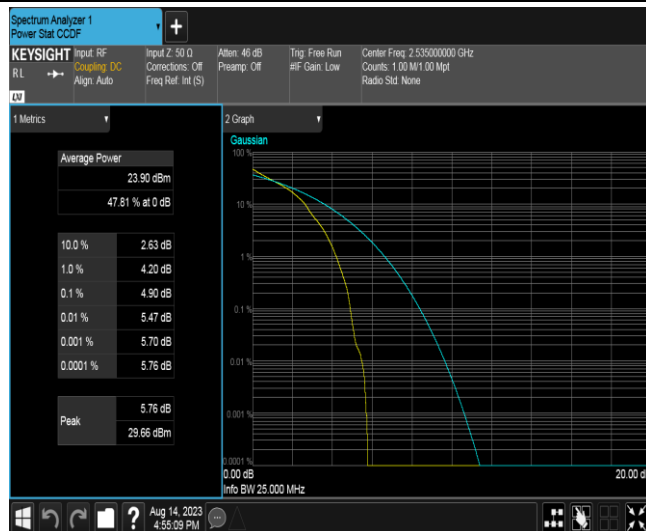 Spectrum Analyzer 1
Power Stat CCDF
+
KEYSIGHT
RL
LXI
Input: RF
Coupling: DC
Align: Auto
Input Z: 50 Ω
Corrections: Off
Freq Ref: Int (S)
Atten: 46 dB
Preamp: Off
Trig: Free Run
#IF Gain: Low
Center Freq: 2.535000000 GHz
Counts: 1.00 M/1.00 Mpt
Radio Std: None
1 Metrics
Average Power
23.90 dBm
47.81 % at 0 dB
10.0 % 2.63 dB
1.0 % 4.20 dB
0.1 % 4.90 dB
0.01 % 5.47 dB
0.001 % 5.70 dB
0.0001 % 5.76 dB
Peak
5.76 dB
29.66 dBm
2 Graph
Gaussian
100 %
10 %
1 %
0.1 %
0.01 %
0.001 %
0.0001 %
0.00 dB
20.00 d
Info BW 25.000 MHz
?
Aug 14, 2023
4:55:09 PM